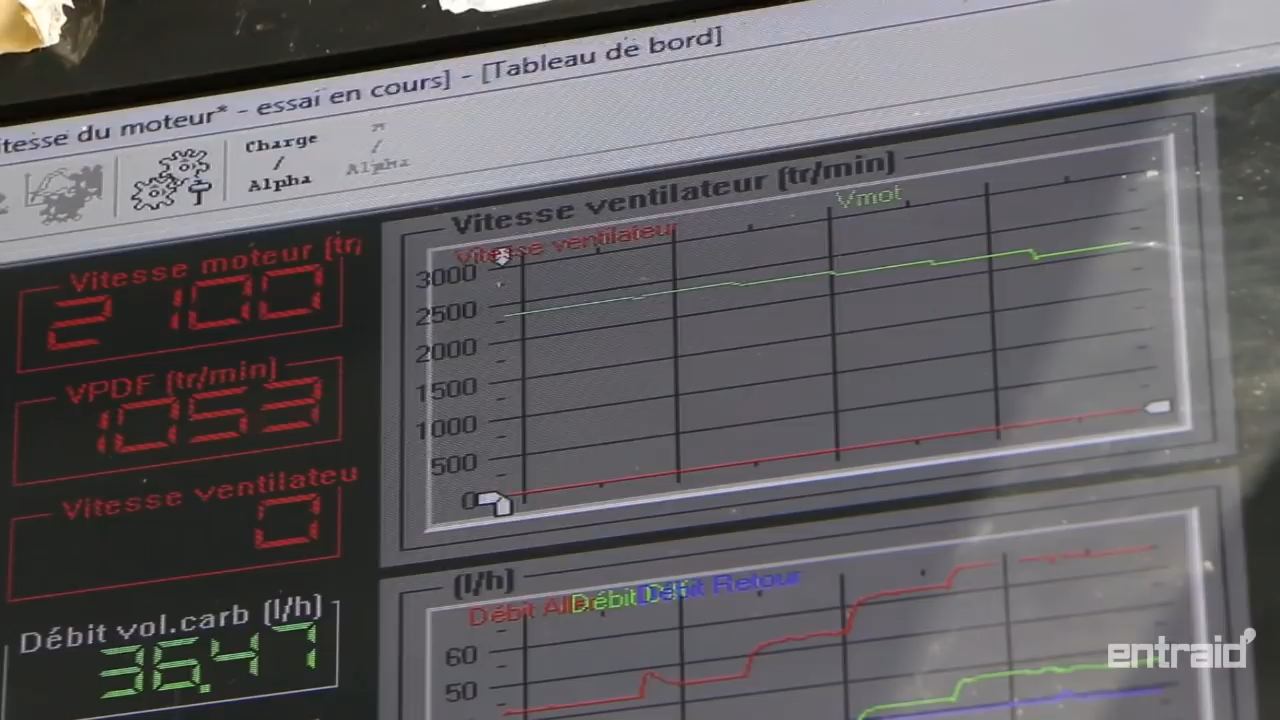 tesse du moteur* - essai en cours] - [Tableau de bord]
Charge
/
Alpha
/
Alpha
Vitesse moteur (tr/
2100
VPDF (tr/min)
1053
Vitesse ventilateu
0
Débit vol.carb (l/h)
36.47
Vitesse ventilateur (tr/min)
Vitesse ventilateur
Vmot
3000
2500
2000
1500
1000
500
0
(l/h)
Débit Débit Débit Retour
60
50
entraid